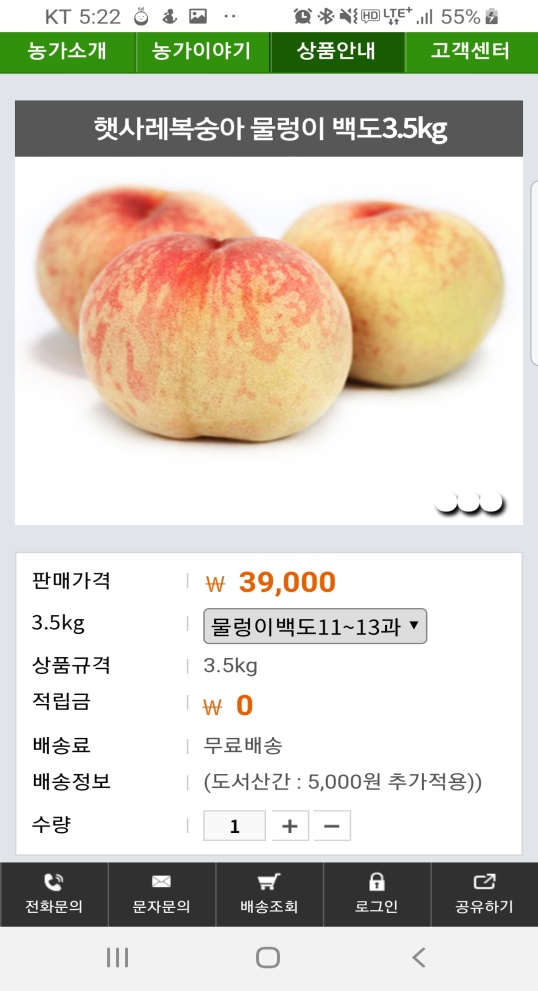 KT 5:22
HD LTE+ 55%
농가소개 농가이야기 상품안내 고객센터
햇사레복숭아 물렁이 백도3.5kg
판매가격 | ₩ 39,000
3.5kg | 물렁이백도11~13과 ▼
상품규격 | 3.5kg
적립금 | ₩ 0
배송료 | 무료배송
배송정보 | (도서산간 : 5,000원 추가적용))
수량 | 1 + −
전화문의 문자문의 배송조회 로그인 공유하기